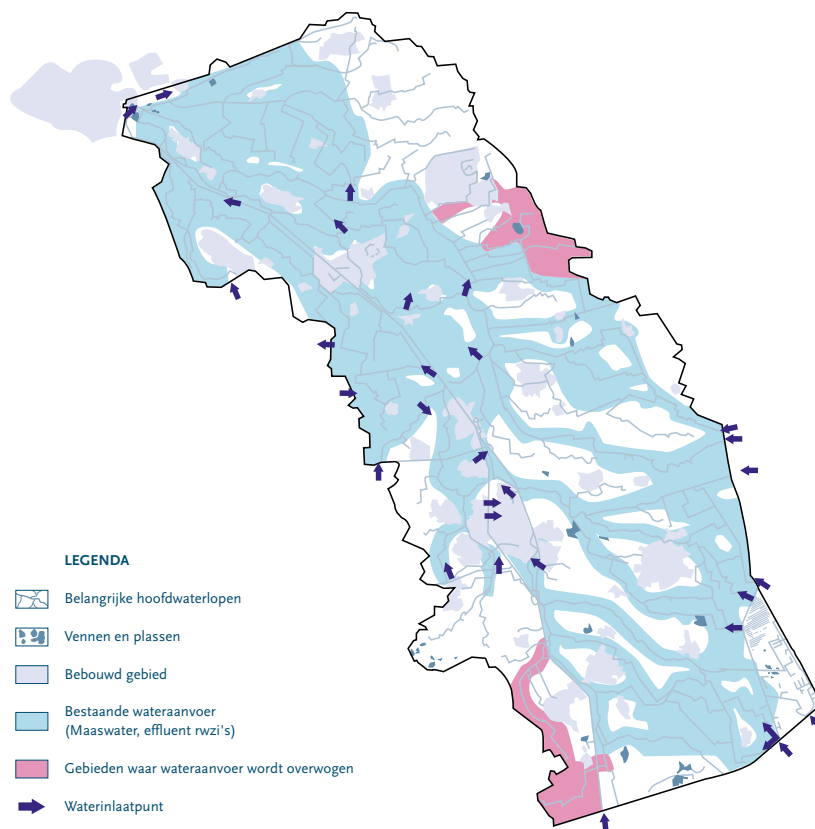 LEGENDA
Belangrijke hoofdwaterlopen
Vennen en plassen
Bebouwd gebied
Bestaande wateraanvoer
(Maaswater, effluent rwzi's)
Gebieden waar wateraanvoer wordt overwogen
Waterinlaatpunt